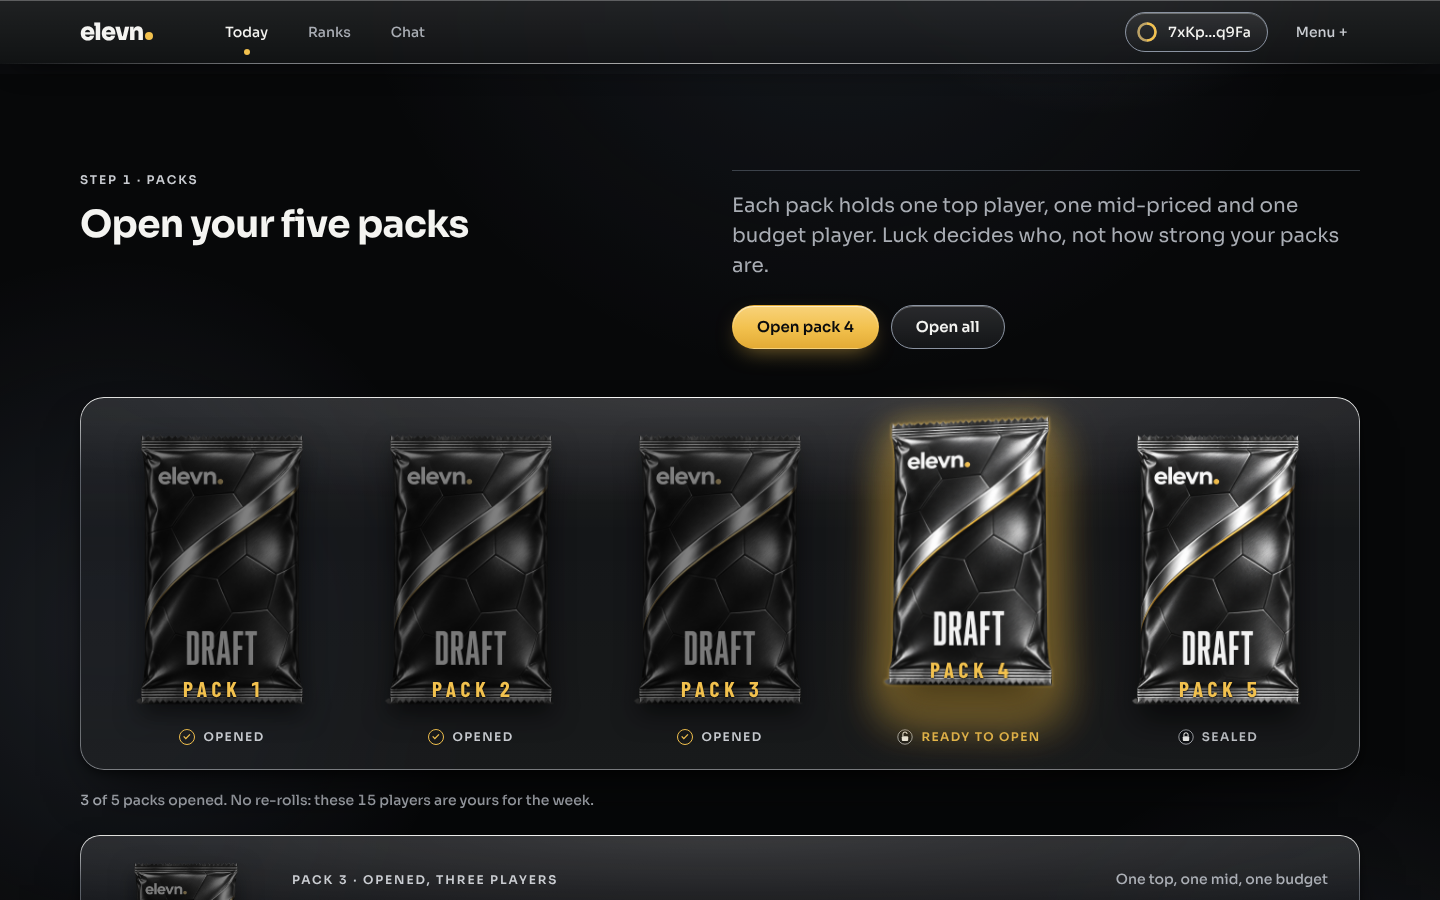 elevn.
Today
Ranks
Chat
7xKp...q9Fa
Menu +
STEP 1 · PACKS
Open your five packs
Each pack holds one top player, one mid-priced and one
budget player. Luck decides who, not how strong your packs
are.
Open pack 4
Open all
elevn.
DRAFT
PACK 1
OPENED
elevn.
DRAFT
PACK 2
OPENED
elevn.
DRAFT
PACK 3
OPENED
elevn.
DRAFT
PACK 4
READY TO OPEN
elevn.
DRAFT
PACK 5
SEALED
3 of 5 packs opened. No re-rolls: these 15 players are yours for the week.
elevn.
PACK 3 · OPENED, THREE PLAYERS
One top, one mid, one budget